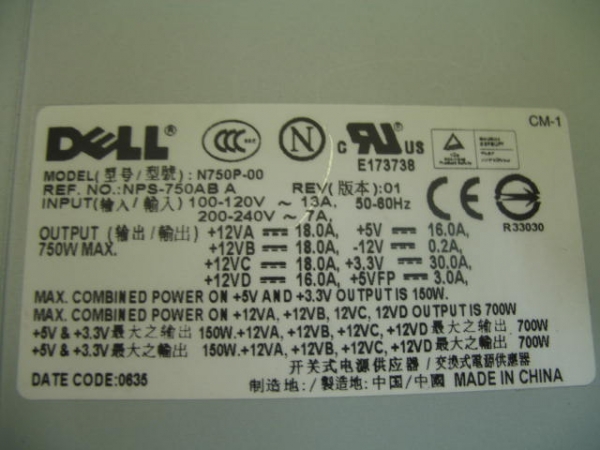 CM-1
DELL® CCC N c RU US
E173738
MODEL(型号/型號): N750P-00
REF. NO.:NPS-750AB A REV(版本):01
INPUT(输入/輸入) 100-120V ~ 13A, 50-60Hz
200-240V ~ 7A,
CE
R33030
OUTPUT (输出/輸出) +12VA ⎓ 18.0A, +5V ⎓ 16.0A,
750W MAX. +12VB ⎓ 18.0A, -12V ⎓ 0.2A,
+12VC ⎓ 18.0A, +3.3V ⎓ 30.0A,
+12VD ⎓ 16.0A, +5VFP ⎓ 3.0A,
MAX. COMBINED POWER ON +5V AND +3.3V OUTPUT IS 150W.
MAX. COMBINED POWER ON +12VA, +12VB, 12VC, 12VD OUTPUT IS 700W
+5V & +3.3V 最大之输出 150W.+12VA, +12VB, +12VC, +12VD 最大之输出 700W
+5V & +3.3V 最大之輸出 150W.+12VA, +12VB, +12VC, +12VD 最大之輸出 700W
开关式电源供应器/交換式電源供應器
DATE CODE:0635 制造地:/製造地:中国/中國 MADE IN CHINA